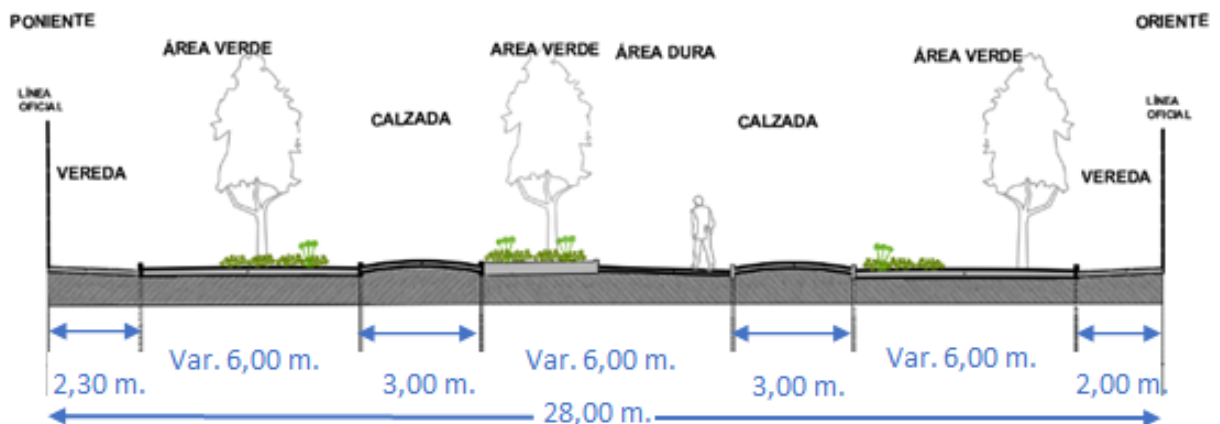 PONIENTE
ORIENTE
ÁREA VERDE
AREA VERDE
ÁREA DURA
ÁREA VERDE
LÍNEA
OFICIAL
LÍNEA
OFICIAL
CALZADA
CALZADA
VEREDA
VEREDA
Var. 6,00 m.
Var. 6,00 m.
Var. 6,00 m.
2,30 m.
3,00 m.
3,00 m.
2,00 m.
28,00 m.